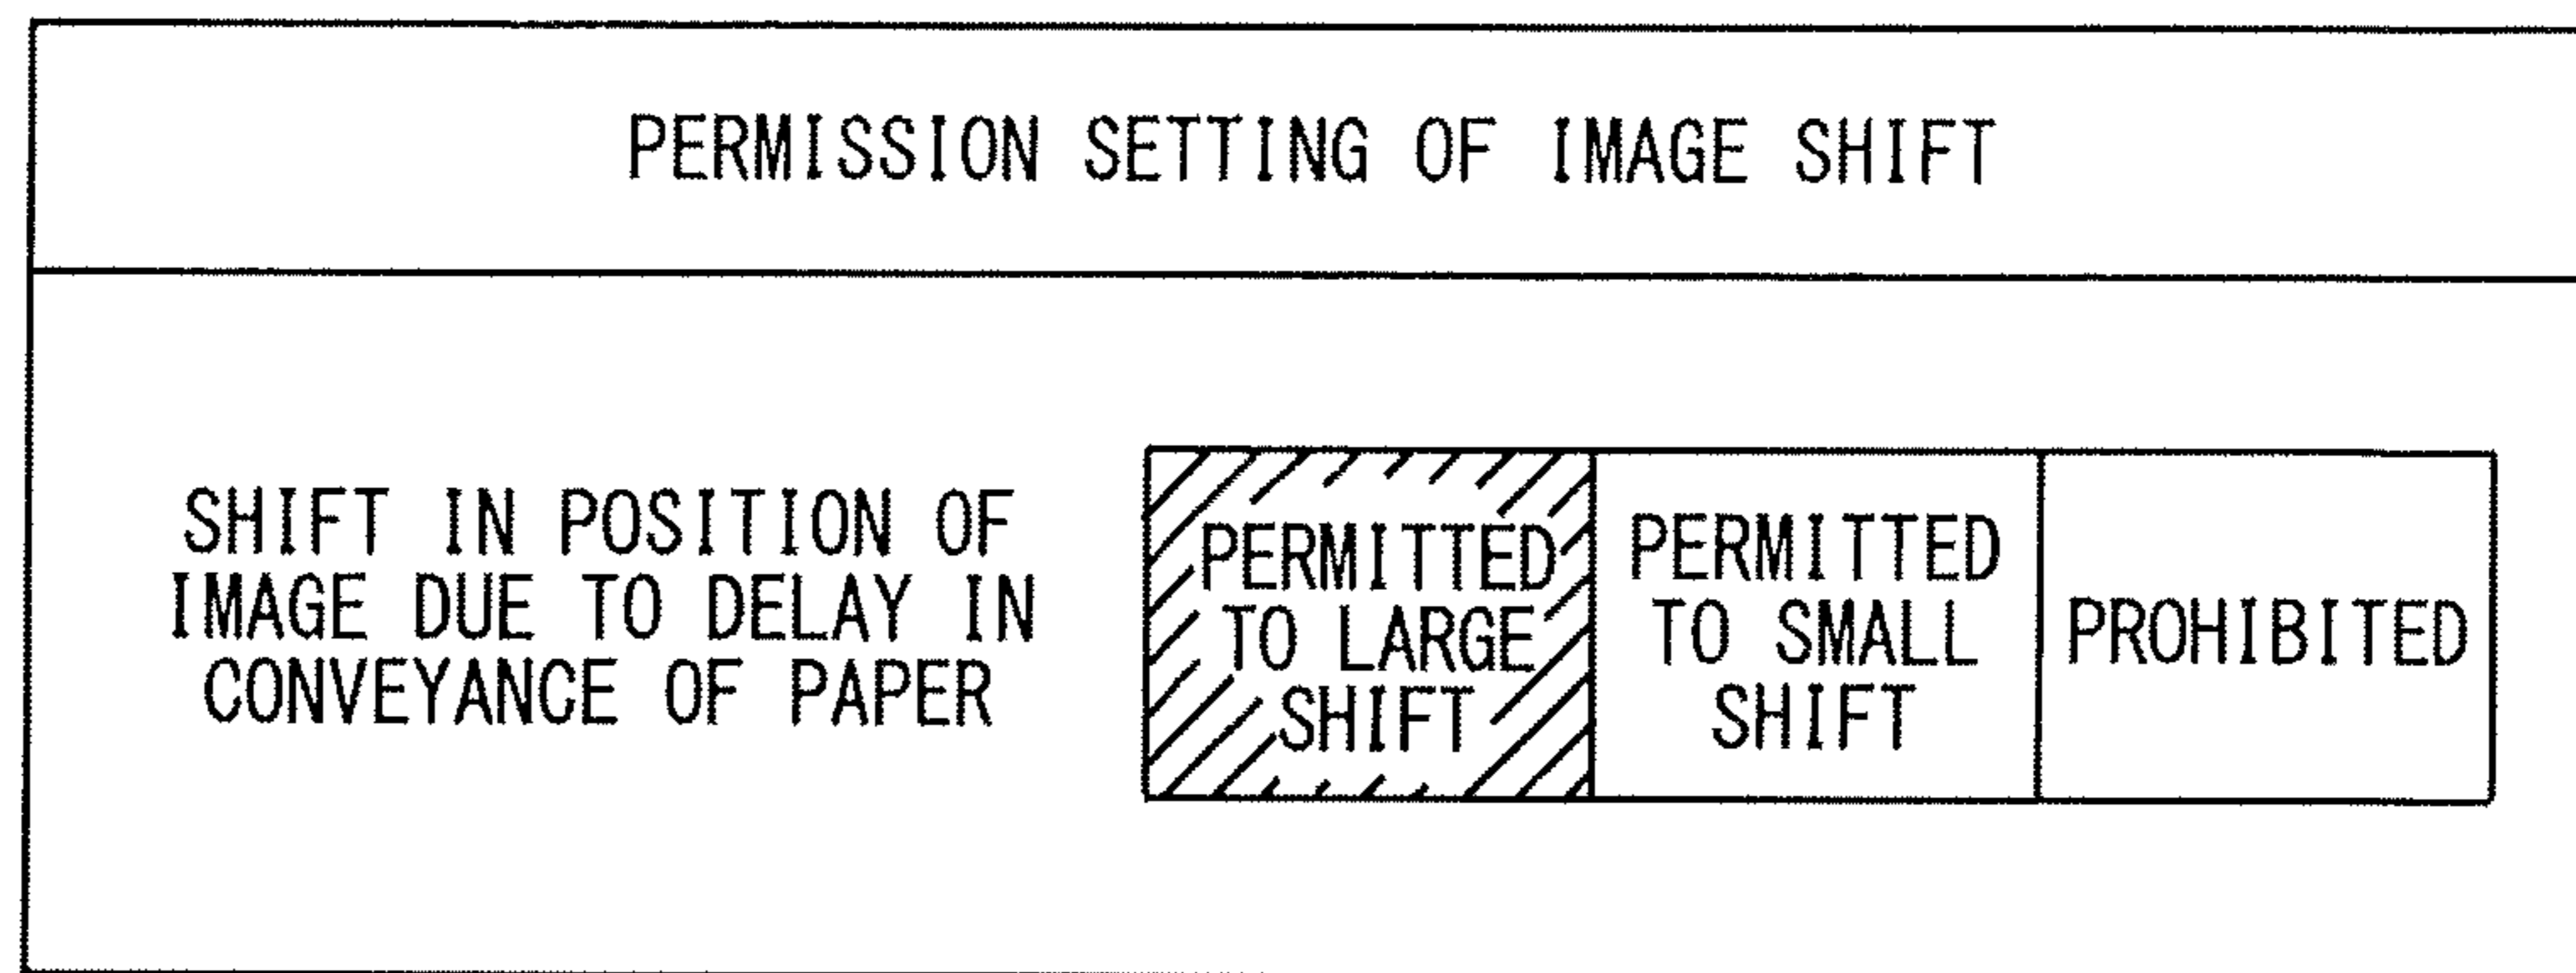 PERMISSION SETTING OF IMAGE SHIFT
SHIFT IN POSITION OF
IMAGE DUE TO DELAY IN
CONVEYANCE OF PAPER
PERMITTED
TO LARGE
SHIFT
PERMITTED
TO SMALL
SHIFT
PROHIBITED